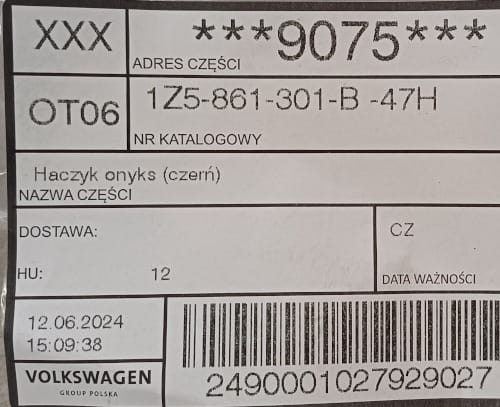 XXX
***9075***
ADRES CZĘŚCI
OT06
1Z5-861-301-B -47H
NR KATALOGOWY
Haczyk onyks (czerń)
NAZWA CZĘŚCI
DOSTAWA:
CZ
HU: 12
DATA WAŻNOŚCI
12.06.2024
15:09:38
VOLKSWAGEN
GROUP POLSKA
2490001027929027